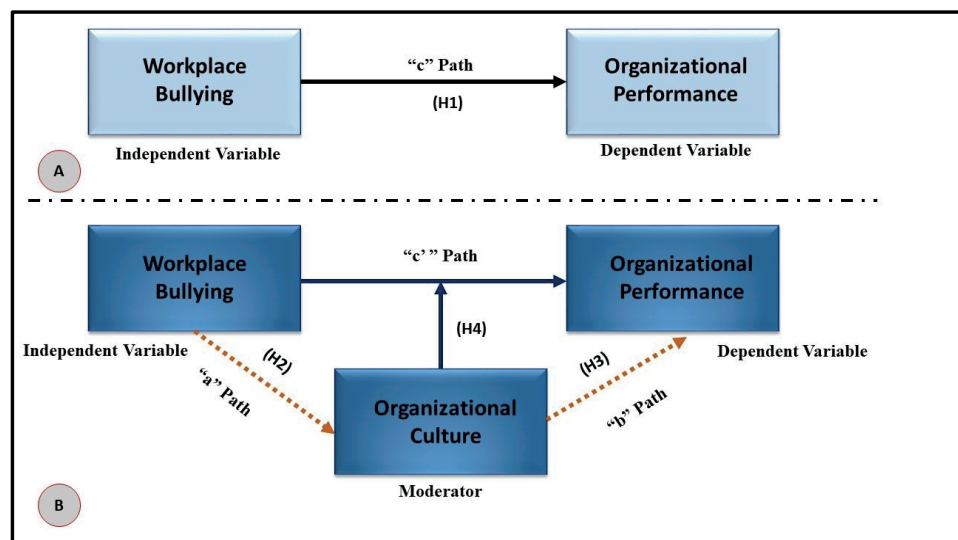 Workplace
Bullying
“c” Path
(H1)
Organizational
Performance
Independent Variable
Dependent Variable
A
Workplace
Bullying
“c’ ” Path
Organizational
Performance
(H4)
Independent Variable
(H2)
“a” Path
(H3)
“b” Path
Dependent Variable
Organizational
Culture
Moderator
B